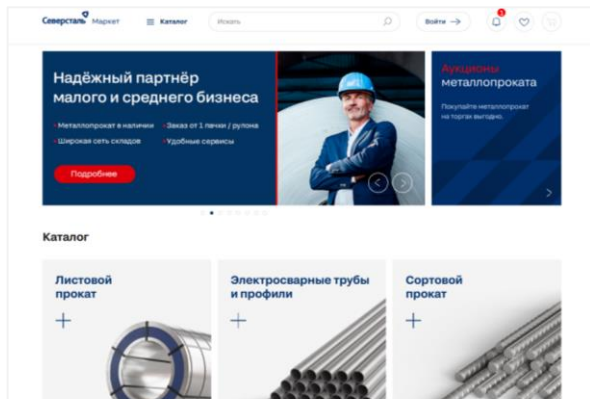 Северсталь Маркет
Каталог
Искать
Войти →
Надёжный партнёр
малого и среднего бизнеса
• Металлопрокат в наличии
• Заказ от 1 пачки / рулона
• Широкая сеть складов
• Удобные сервисы
Подробнее
Аукционы
металлопроката
Покупайте металлопрокат
на торгах выгодно.
Каталог
Листовой
прокат
Электросварные трубы
и профили
Сортовой
прокат